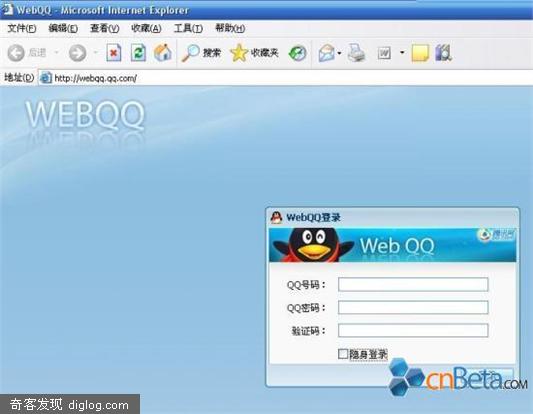 WebQQ - Microsoft Internet Explorer
文件(F) 编辑(E) 查看(V) 收藏(A) 工具(T) 帮助(H)
后退 搜索 收藏夹
地址(D) http://webqq.qq.com/
WEBQQ
WebQQ登录
Web QQ 腾讯网
QQ号码：
QQ密码：
验证码：
隐身登录
cnBeta.COM
奇客发现 diglog.com